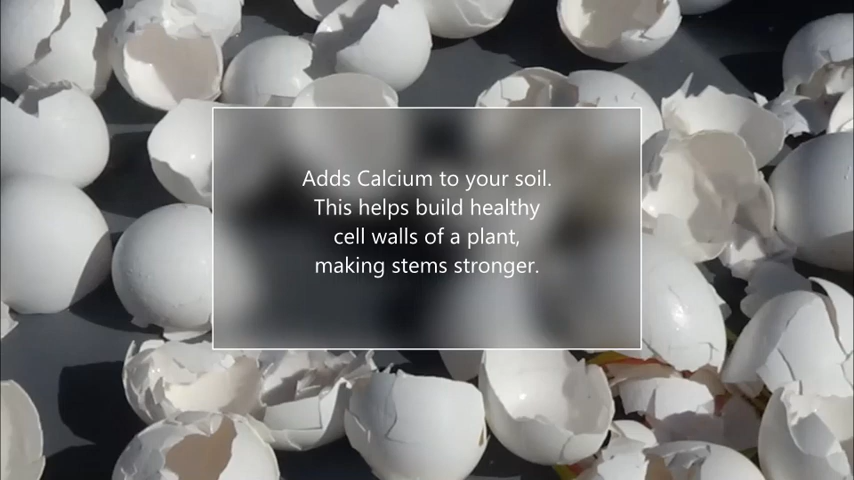 Adds Calcium to your soil.
This helps build healthy
cell walls of a plant,
making stems stronger.